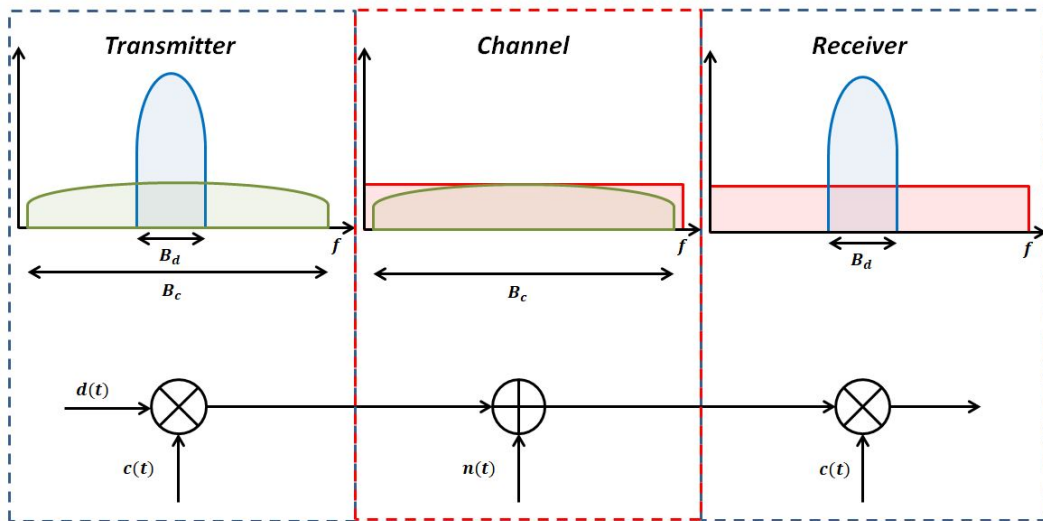 Transmitter
Channel
Receiver
f
B_d
B_c
f
B_c
f
B_d
d(t)
c(t)
n(t)
c(t)